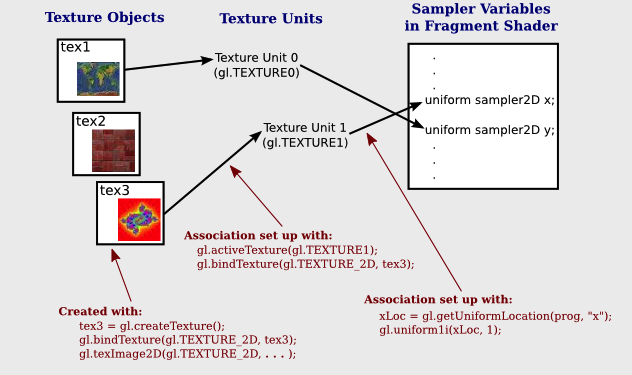 Texture Objects
Texture Units
Sampler Variables
in Fragment Shader
tex1
Texture Unit 0
(gl.TEXTURE0)
.
.
.
uniform sampler2D x;
tex2
Texture Unit 1
(gl.TEXTURE1)
uniform sampler2D y;
.
.
.
tex3
Association set up with:
gl.activeTexture(gl.TEXTURE1);
gl.bindTexture(gl.TEXTURE_2D, tex3);
Created with:
tex3 = gl.createTexture();
gl.bindTexture(gl.TEXTURE_2D, tex3);
gl.texImage2D(gl.TEXTURE_2D, . . . );
Association set up with:
xLoc = gl.getUniformLocation(prog, "x");
gl.uniform1i(xLoc, 1);